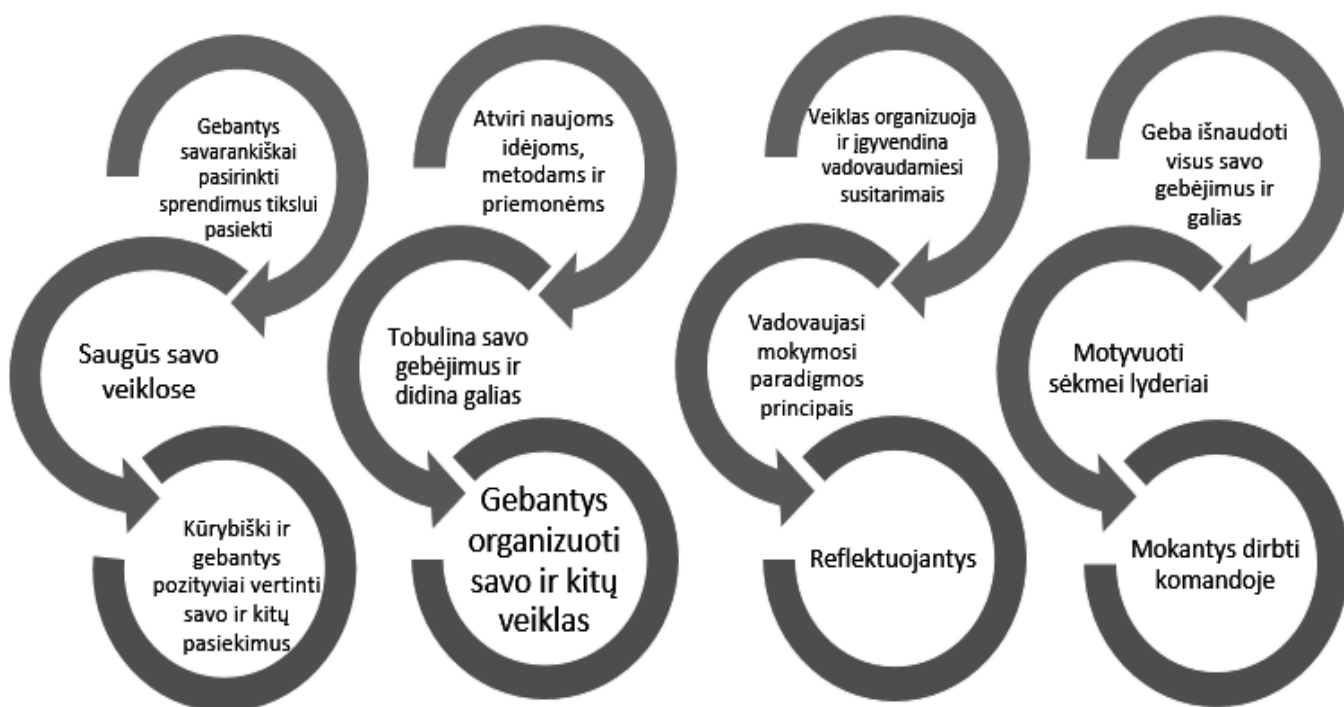 Gebantys
savarankiškai
pasirinkti
sprendimus tikslui
pasiekti
Saugūs savo
veiklose
Kūrybiški ir
gebantys
pozityviai vertinti
savo ir kitų
pasiekimus
Atviri naujoms
idėjoms,
metodams ir
priemonėms
Tobulina savo
gebėjimus ir
didina galias
Gebantys
organizuoti
savo ir kitų
veiklas
Veiklas organizuoja
ir įgyvendina
vadovaudamiesi
susitarimais
Vadovaujasi
mokymosi
paradigmos
principais
Reflektuojantys
Geba išnaudoti
visus savo
gebėjimus ir
galias
Motyvuoti
sėkmei lyderiai
Mokantys dirbti
komandoje